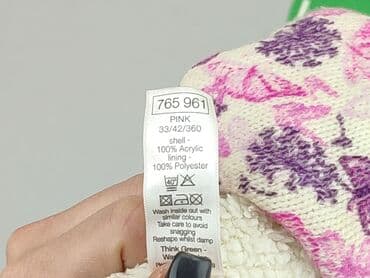 765 961
PINK
33/42/360
shell -
100% Acrylic
lining -
100% Polyester
40°
Wash inside out with
similar colours
Take care to avoid
snagging
Reshape whilst damp
Think Green -